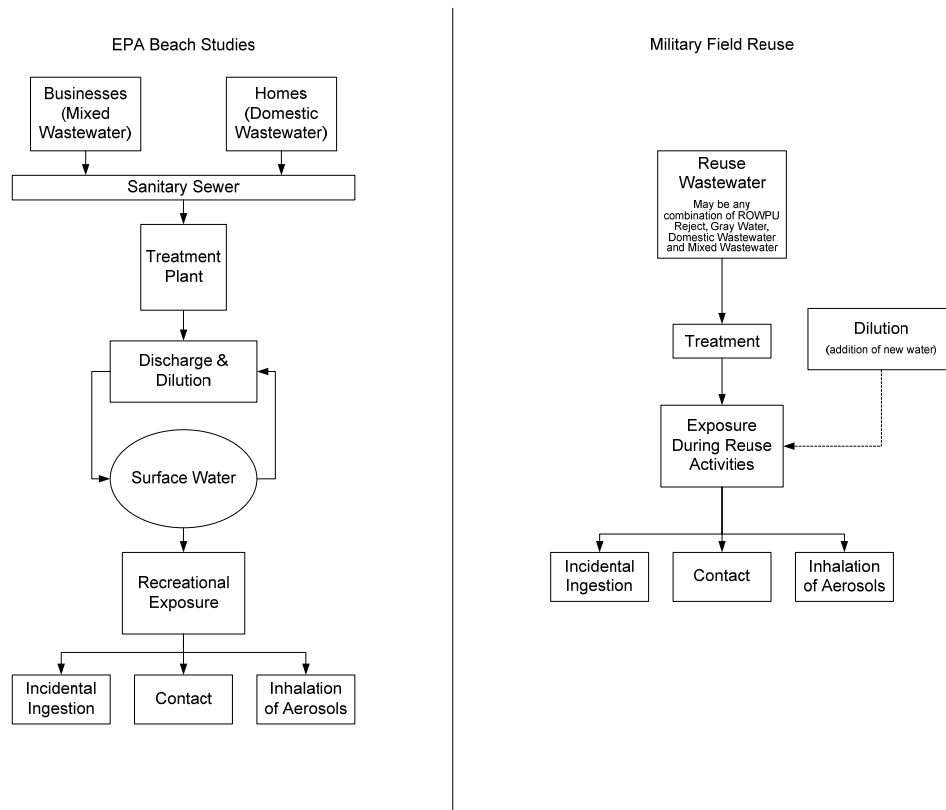 EPA Beach Studies
Businesses
(Mixed
Wastewater)
Homes
(Domestic
Wastewater)
Sanitary Sewer
Treatment
Plant
Discharge &
Dilution
Surface Water
Recreational
Exposure
Incidental
Ingestion
Contact
Inhalation
of Aerosols
Military Field Reuse
Reuse
Wastewater
May be any
combination of ROWPU
Reject, Gray Water,
Domestic Wastewater
and Mixed Wastewater
Treatment
Dilution
(addition of new water)
Exposure
During Reuse
Activities
Incidental
Ingestion
Contact
Inhalation
of Aerosols